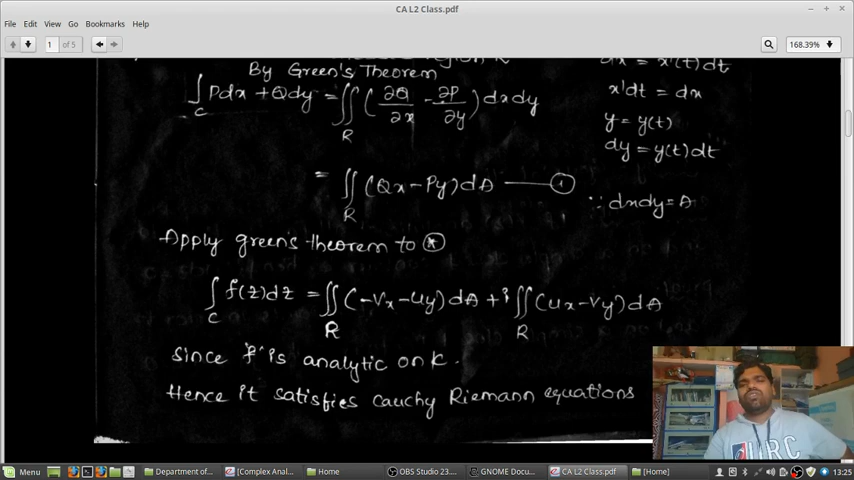 CA L2 Class.pdf
File Edit View Go Bookmarks Help
1 of 5
168.39%
By Green's Theorem
∫_C Pdx + Qdy = ∬_R (∂Q/∂x - ∂P/∂y) dxdy
= ∬_R (Qx - Py) dA —— ①
x'dt = dx
y = y(t)
dy = y(t) dt
∵ dxdy = A
Apply green's theorem to ⊛
∫_C f(z)dz = ∬_R (-Vx - Uy) dA + i ∬_R (Ux - Vy) dA
Since f is analytic on R.
Hence it satisfies cauchy Riemann equations
Menu
Department of...
[Complex Anal...
Home
OBS Studio 23....
GNOME Docu...
CA L2 Class.pdf
[Home]
13:25